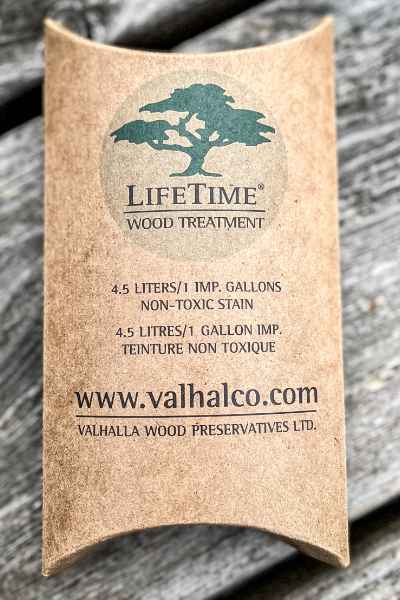 LIFETIME®
WOOD TREATMENT
4.5 LITERS/1 IMP. GALLONS
NON-TOXIC STAIN
4.5 LITRES/1 GALLON IMP.
TEINTURE NON TOXIQUE
www.valhalco.com
VALHALLA WOOD PRESERVATIVES LTD.